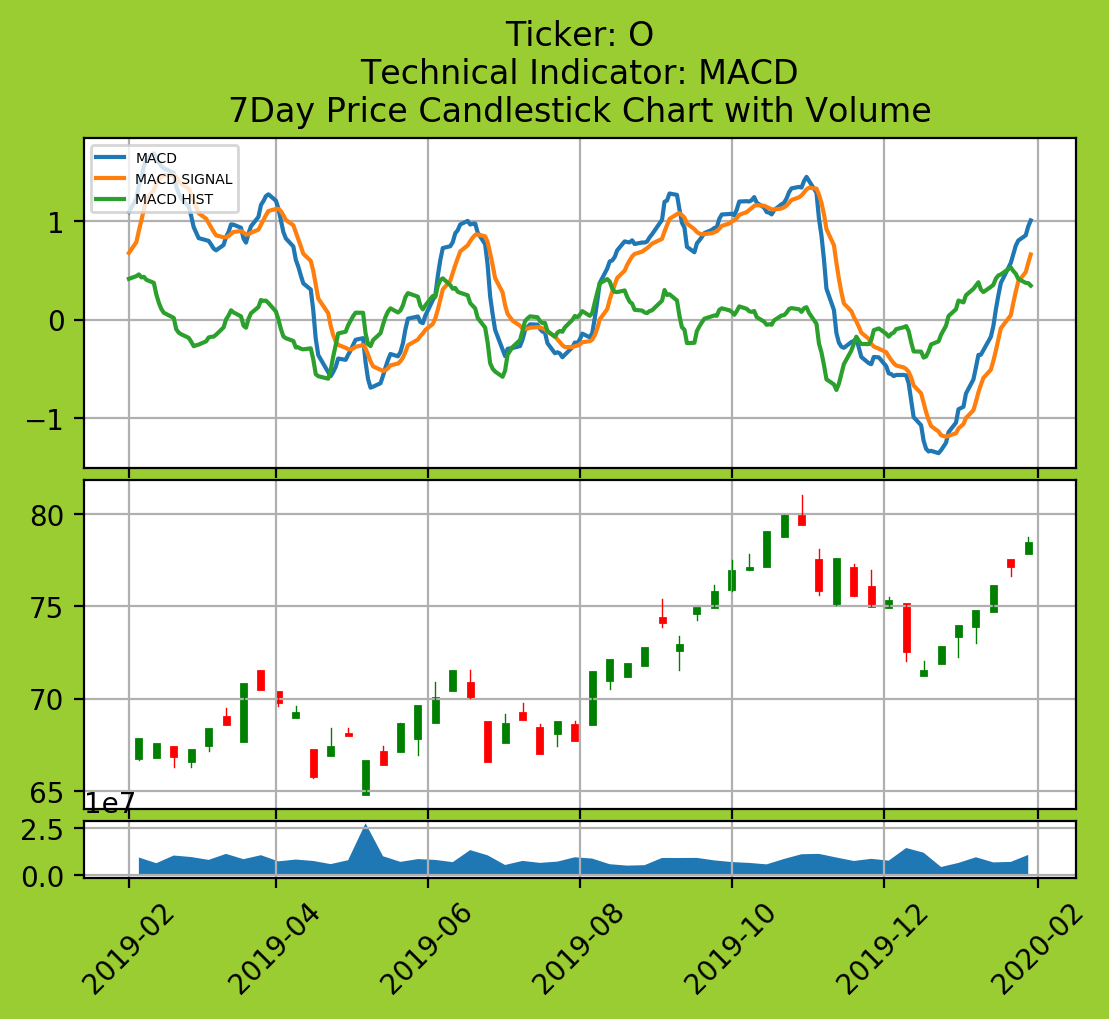 Ticker: O
Technical Indicator: MACD
7Day Price Candlestick Chart with Volume
MACD
MACD SIGNAL
MACD HIST
1
0
−1
80
75
70
65
1e7
2.5
0.0
2019-02
2019-04
2019-06
2019-08
2019-10
2019-12
2020-02